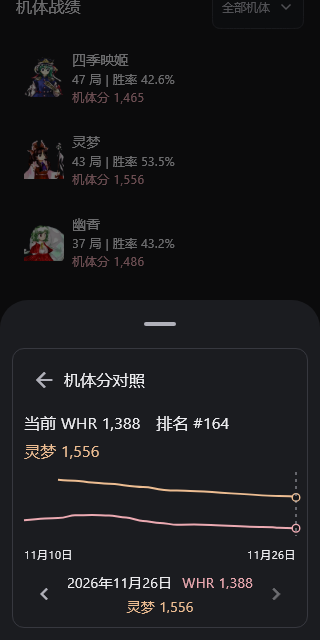 机体战绩
全部机体
四季映姬
47 局 | 胜率 42.6%
机体分 1,465
灵梦
43 局 | 胜率 53.5%
机体分 1,556
幽香
37 局 | 胜率 43.2%
机体分 1,486
机体分对照
当前 WHR 1,388 排名 #164
灵梦 1,556
11月10日 11月26日
2026年11月26日 WHR 1,388
灵梦 1,556